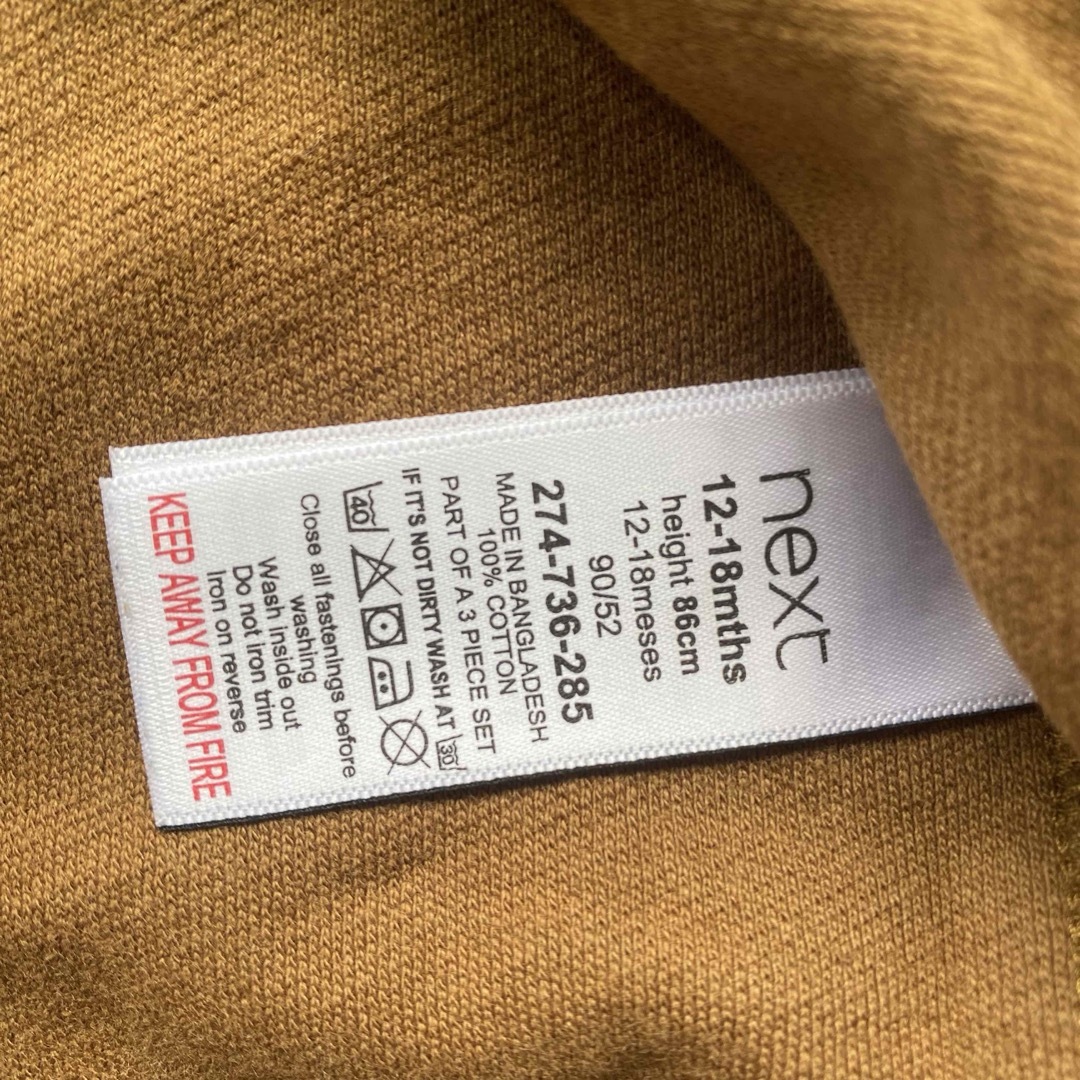 next
12-18mths
height 86cm
12-18meses
90/52
274-736-285
MADE IN BANGLADESH
100% COTTON
PART OF A 3 PIECE SET
IF IT'S NOT DIRTY WASH AT 30
40
Close all fastenings before
washing
Wash inside out
Do not iron trim
Iron on reverse
KEEP AWAY FROM FIRE